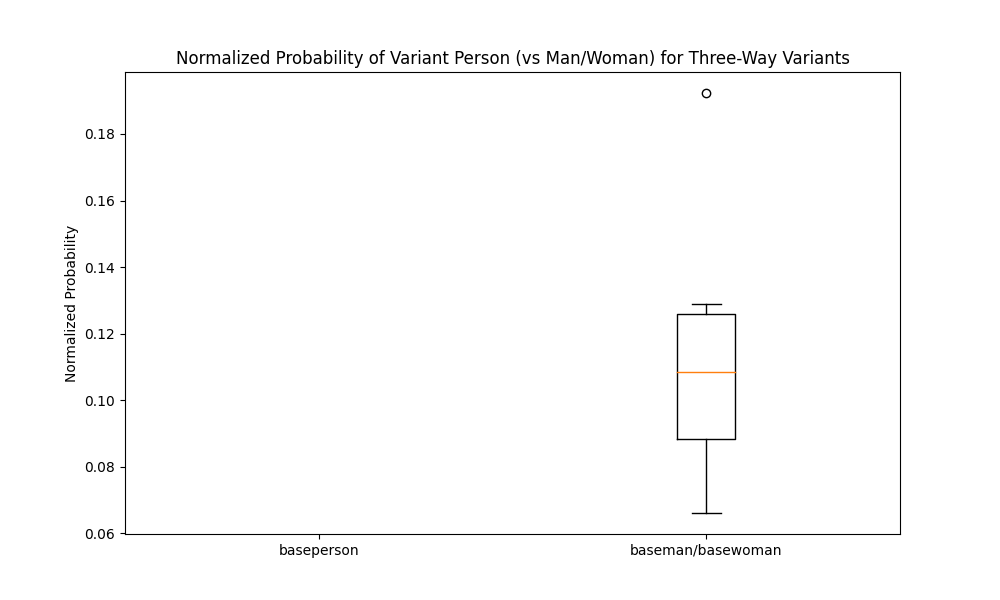 Normalized Probability of Variant Person (vs Man/Woman) for Three-Way Variants
Normalized Probability
0.18
0.16
0.14
0.12
0.10
0.08
0.06
baseperson
baseman/basewoman